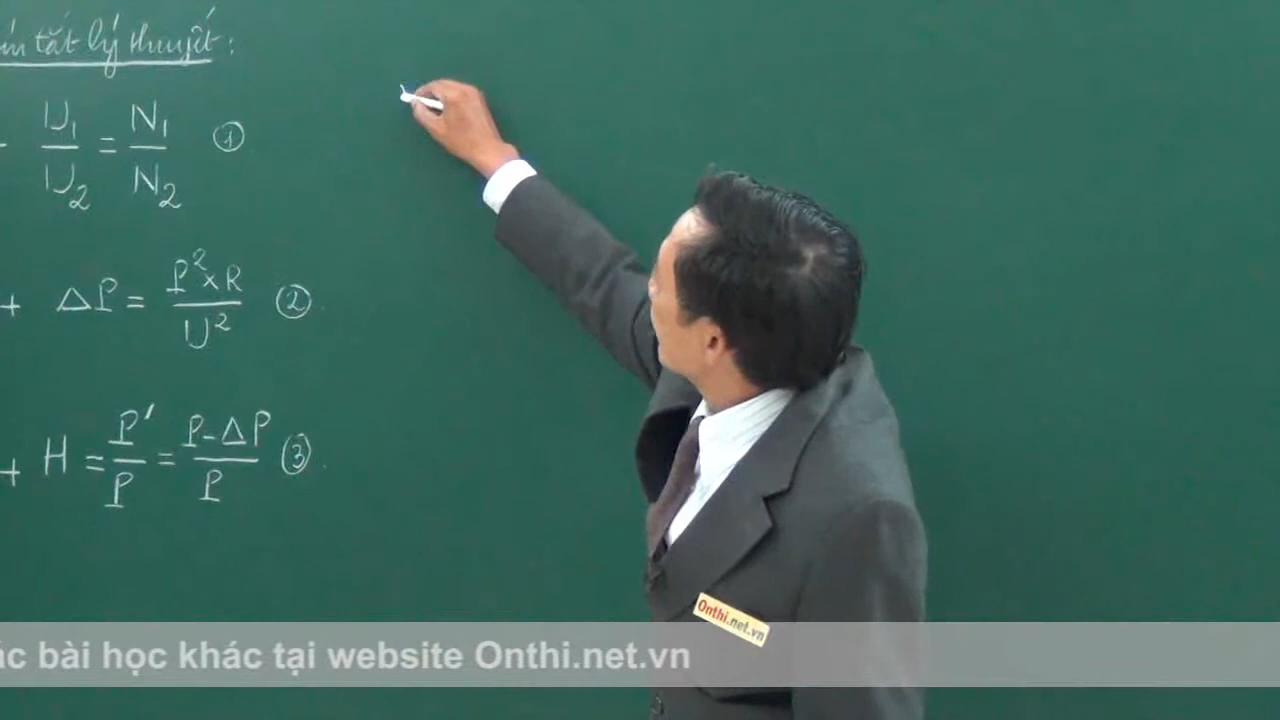 tắt lý thuyết:
U₁/U₂ = N₁/N₂ ①
+ ΔP = P²×R/U² ②
+ H = P'/P = P-ΔP/P ③
Onthi.net.vn
bài học khác tại website Onthi.net.vn